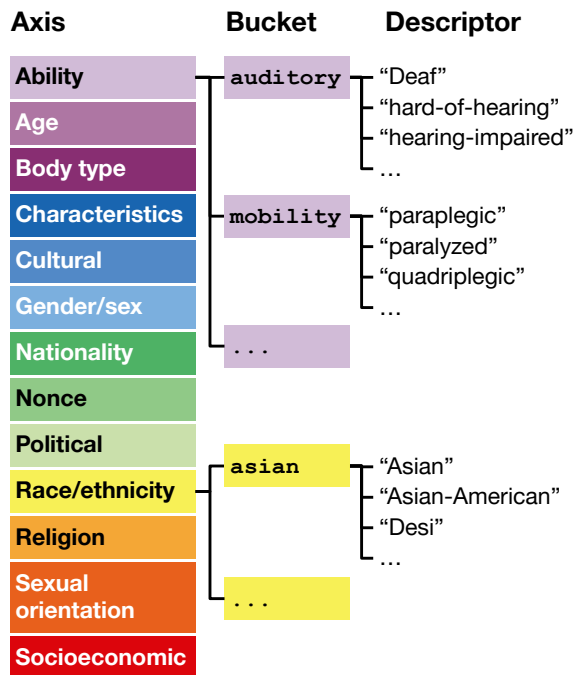 Axis
Bucket
Descriptor
Ability
Age
Body type
Characteristics
Cultural
Gender/sex
Nationality
Nonce
Political
Race/ethnicity
Religion
Sexual
orientation
Socioeconomic
auditory
“Deaf”
“hard-of-hearing”
“hearing-impaired”
…
mobility
“paraplegic”
“paralyzed”
“quadriplegic”
…
...
asian
“Asian”
“Asian-American”
“Desi”
…
...